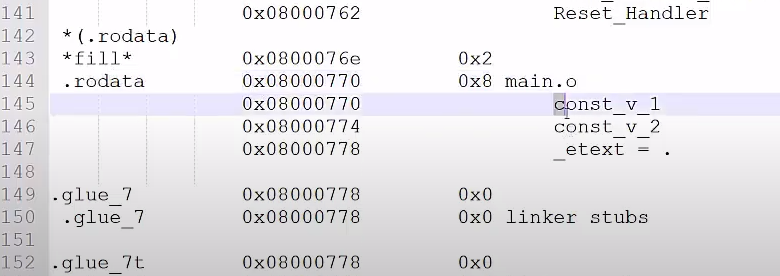 141 0x08000762 Reset_Handler
142 *(.rodata)
143 *fill* 0x0800076e 0x2
144 .rodata 0x08000770 0x8 main.o
145 0x08000770 const_v_1
146 0x08000774 const_v_2
147 0x08000778 _etext = .
148
149 .glue_7 0x08000778 0x0
150 .glue_7 0x08000778 0x0 linker stubs
151
152 .glue_7t 0x08000778 0x0